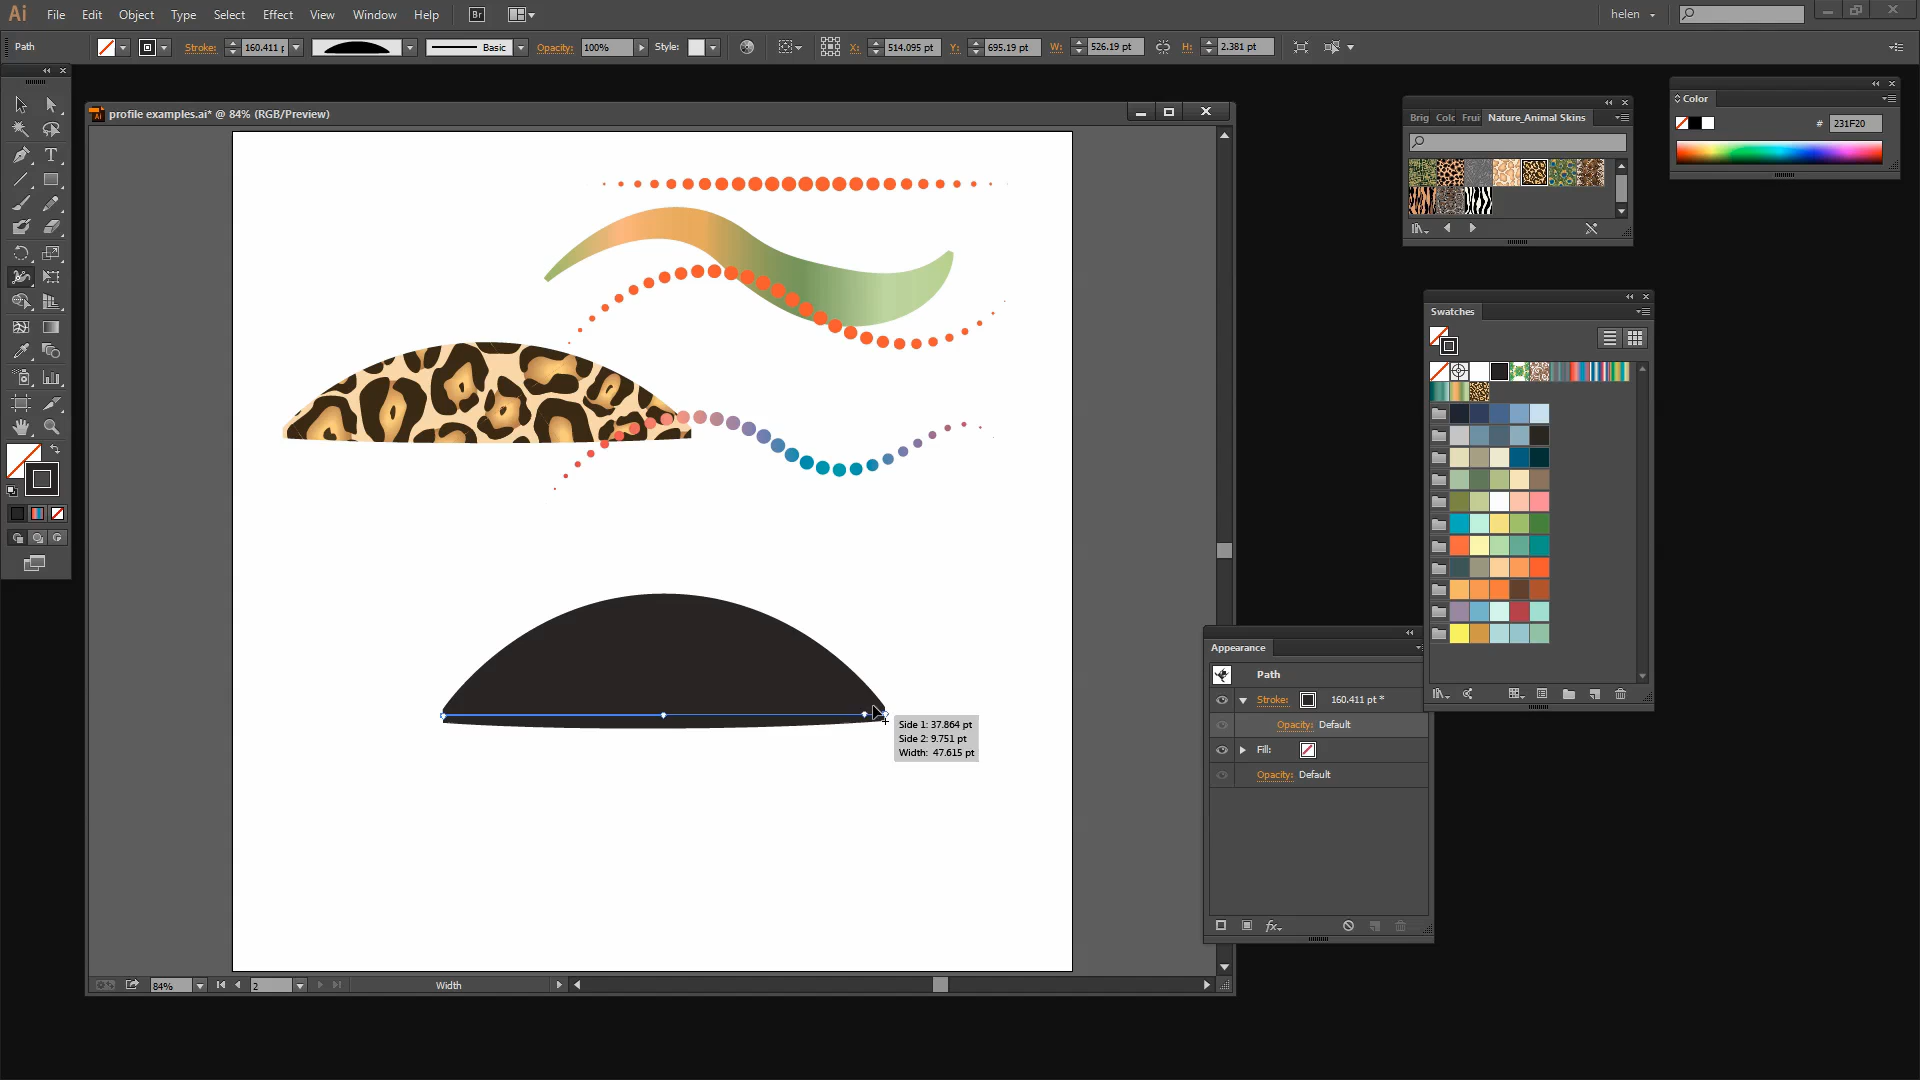 Ai File Edit Object Type Select Effect View Window Help Br helen
Path Stroke: 160.411 Basic Opacity: 100% Style: X: 514.095 pt Y: 695.19 pt W: 526.19 pt H: 2.381 pt
profile examples.ai* @ 84% (RGB/Preview)
Brig Colc Frui Nature_Animal Skins
Color
# 231F20
Swatches
Side 1: 37.864 pt
Side 2: 9.751 pt
Width: 47.615 pt
Appearance
Path
Stroke: 160.411 pt *
Opacity: Default
Fill:
Opacity: Default
fx
84% 2 Width